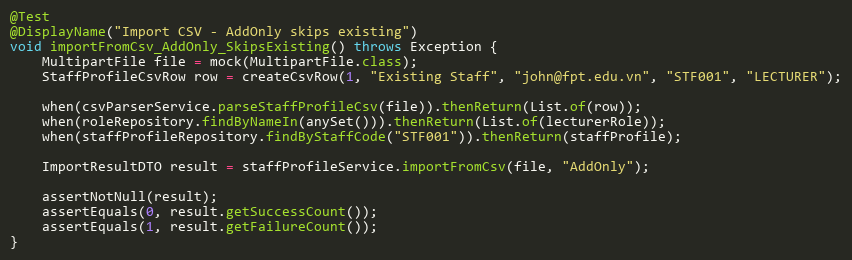 @Test
@DisplayName("Import CSV - AddOnly skips existing")
void importFromCsv_AddOnly_SkipsExisting() throws Exception {
    MultipartFile file = mock(MultipartFile.class);
    StaffProfileCsvRow row = createCsvRow(1, "Existing Staff", "john@fpt.edu.vn", "STF001", "LECTURER");

    when(csvParserService.parseStaffProfileCsv(file)).thenReturn(List.of(row));
    when(roleRepository.findByNameIn(anySet())).thenReturn(List.of(lecturerRole));
    when(staffProfileRepository.findByStaffCode("STF001")).thenReturn(staffProfile);

    ImportResultDTO result = staffProfileService.importFromCsv(file, "AddOnly");

    assertNotNull(result);
    assertEquals(0, result.getSuccessCount());
    assertEquals(1, result.getFailureCount());
}